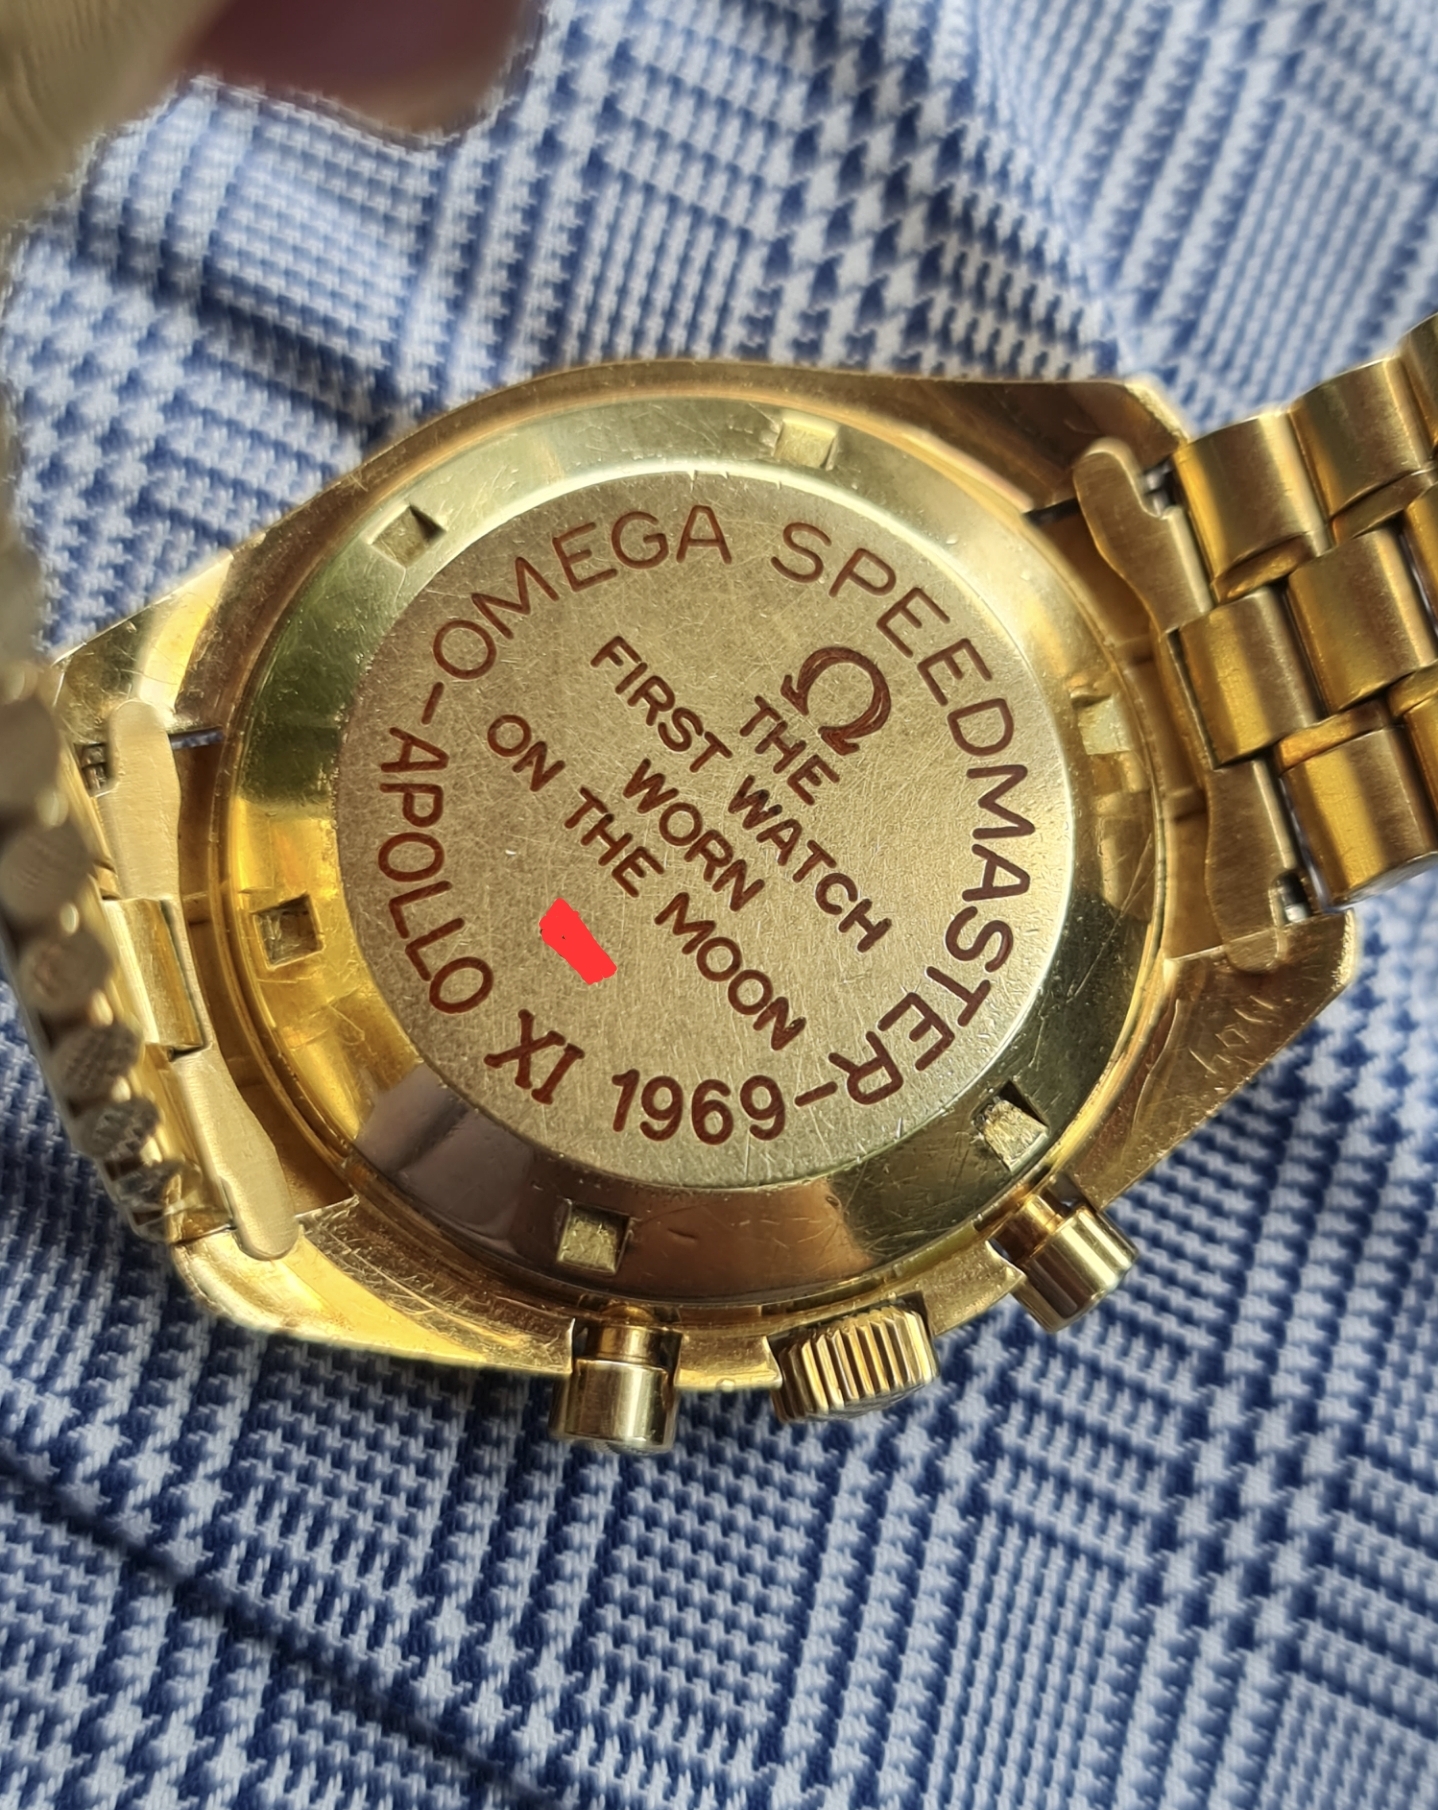 -OMEGA SPEEDMASTER-
Ω
THE
FIRST WATCH
WORN
ON THE MOON
-APOLLO XI 1969-